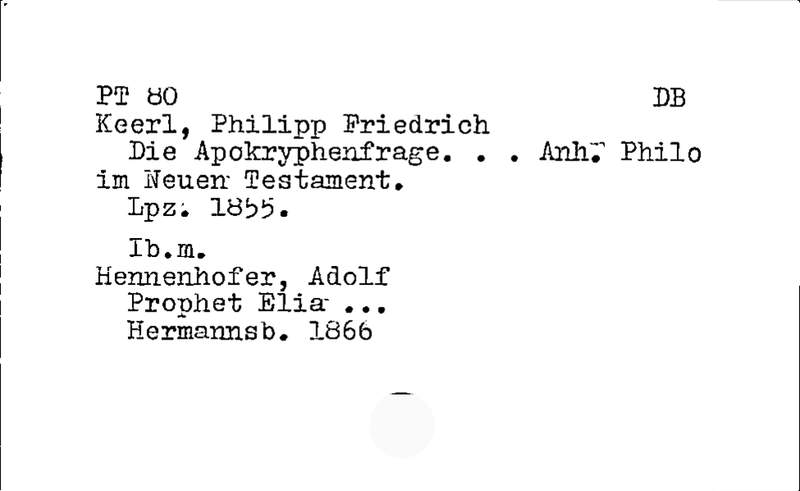 PT 80 DB
Keerl, Philipp Friedrich
Die Apokryphenfrage. . . Anh. Philo
im Neuen Testament.
Lpz. 1855.
Ib.m.
Hennenhofer, Adolf
Prophet Elia ...
Hermannsb. 1866